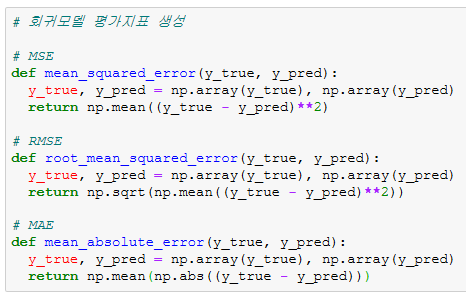 # 회귀모델 평가지표 생성
# MSE
def mean_squared_error(y_true, y_pred):
y_true, y_pred = np.array(y_true), np.array(y_pred)
return np.mean((y_true - y_pred)**2)
# RMSE
def root_mean_squared_error(y_true, y_pred):
y_true, y_pred = np.array(y_true), np.array(y_pred)
return np.sqrt(np.mean((y_true - y_pred)**2))
# MAE
def mean_absolute_error(y_true, y_pred):
y_true, y_pred = np.array(y_true), np.array(y_pred)
return np.mean(np.abs((y_true - y_pred)))